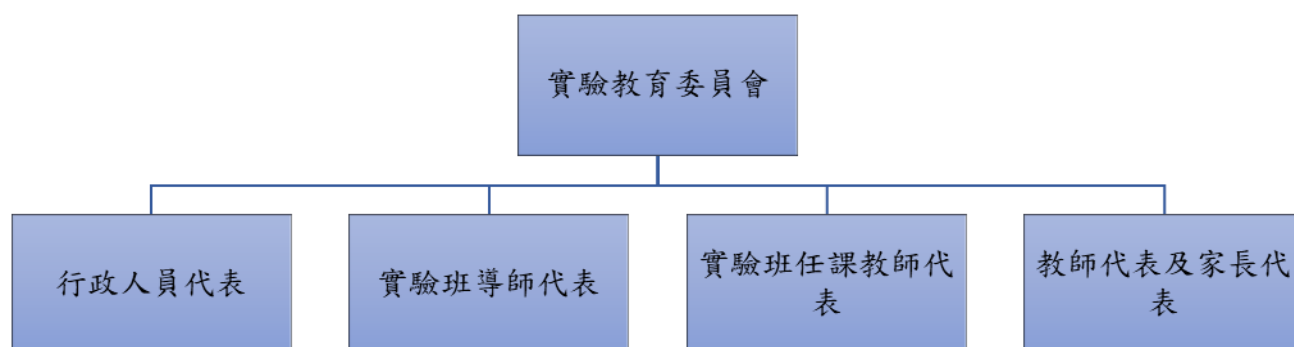 實驗教育委員會
行政人員代表
實驗班導師代表
實驗班任課教師代
表
教師代表及家長代
表